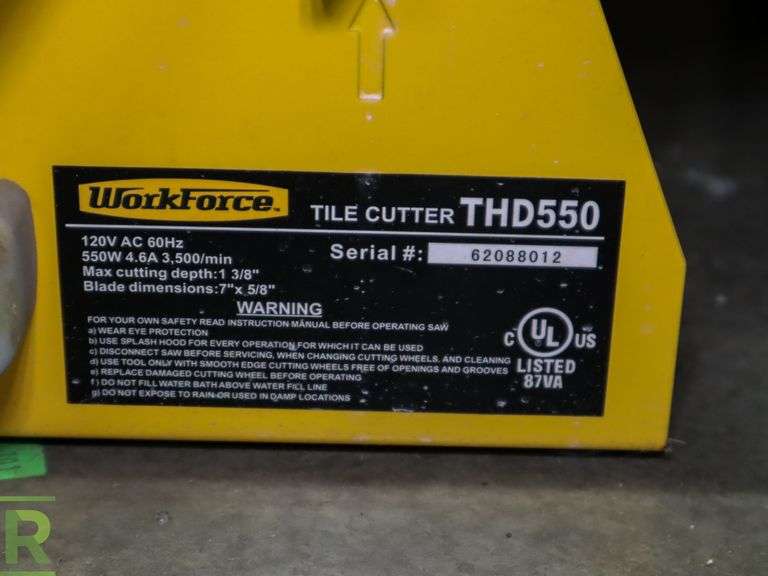 WORKFORCE™
TILE CUTTER THD550
120V AC 60Hz
550W 4.6A 3,500/min
Max cutting depth:1 3/8"
Blade dimensions:7"x 5/8"
Serial #: 62088012
WARNING
FOR YOUR OWN SAFETY READ INSTRUCTION MANUAL BEFORE OPERATING SAW
a) WEAR EYE PROTECTION
b) USE SPLASH HOOD FOR EVERY OPERATION FOR WHICH IT CAN BE USED
c) DISCONNECT SAW BEFORE SERVICING, WHEN CHANGING CUTTING WHEELS, AND CLEANING
d) USE TOOL ONLY WITH SMOOTH EDGE CUTTING WHEELS FREE OF OPENINGS AND GROOVES
e) REPLACE DAMAGED CUTTING WHEEL BEFORE OPERATING
f) DO NOT FILL WATER BATH ABOVE WATER FILL LINE
g) DO NOT EXPOSE TO RAIN OR USED IN DAMP LOCATIONS
C UL US
LISTED
87VA
R